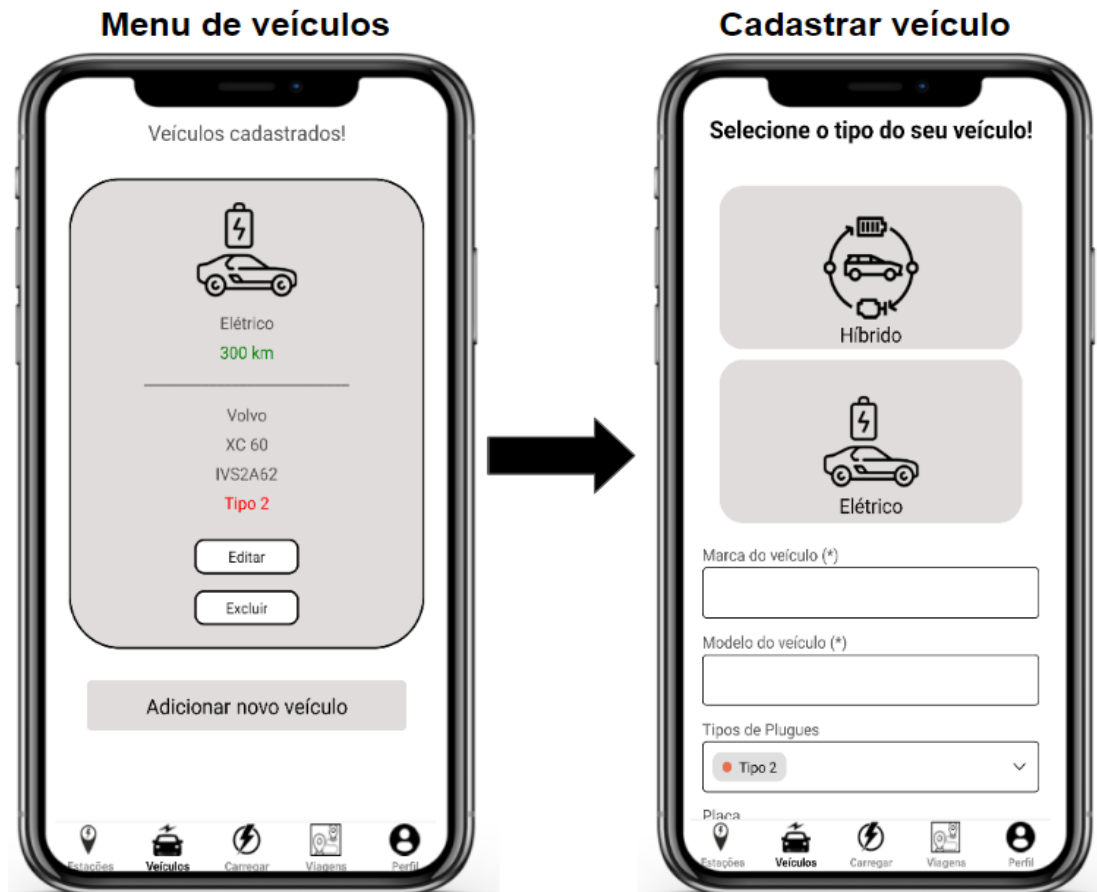 Menu de veículos
Veículos cadastrados!
Elétrico
300 km
Volvo
XC 60
IVS2A62
Tipo 2
Editar
Excluir
Adicionar novo veículo
Estações Veículos Carregar Viagens Perfil
Cadastrar veículo
Selecione o tipo do seu veículo!
Híbrido
Elétrico
Marca do veículo (*)
Modelo do veículo (*)
Tipos de Plugues
Tipo 2
Placa
Estações Veículos Carregar Viagens Perfil